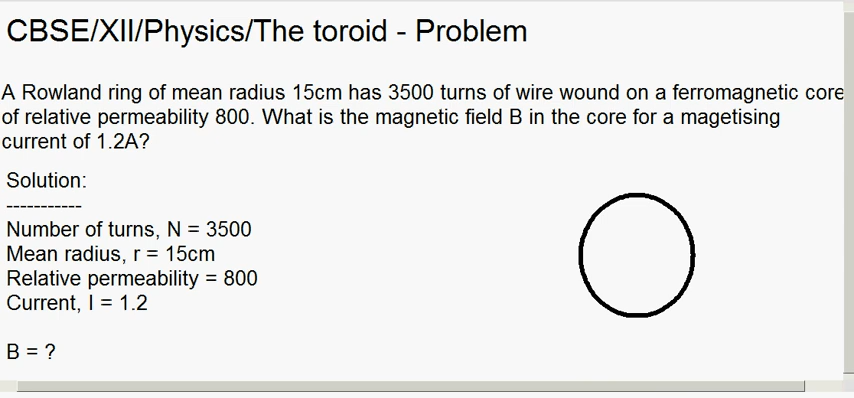 CBSE/XII/Physics/The toroid - Problem
A Rowland ring of mean radius 15cm has 3500 turns of wire wound on a ferromagnetic core
of relative permeability 800. What is the magnetic field B in the core for a magetising
current of 1.2A?
Solution:
-----------
Number of turns, N = 3500
Mean radius, r = 15cm
Relative permeability = 800
Current, I = 1.2
B = ?